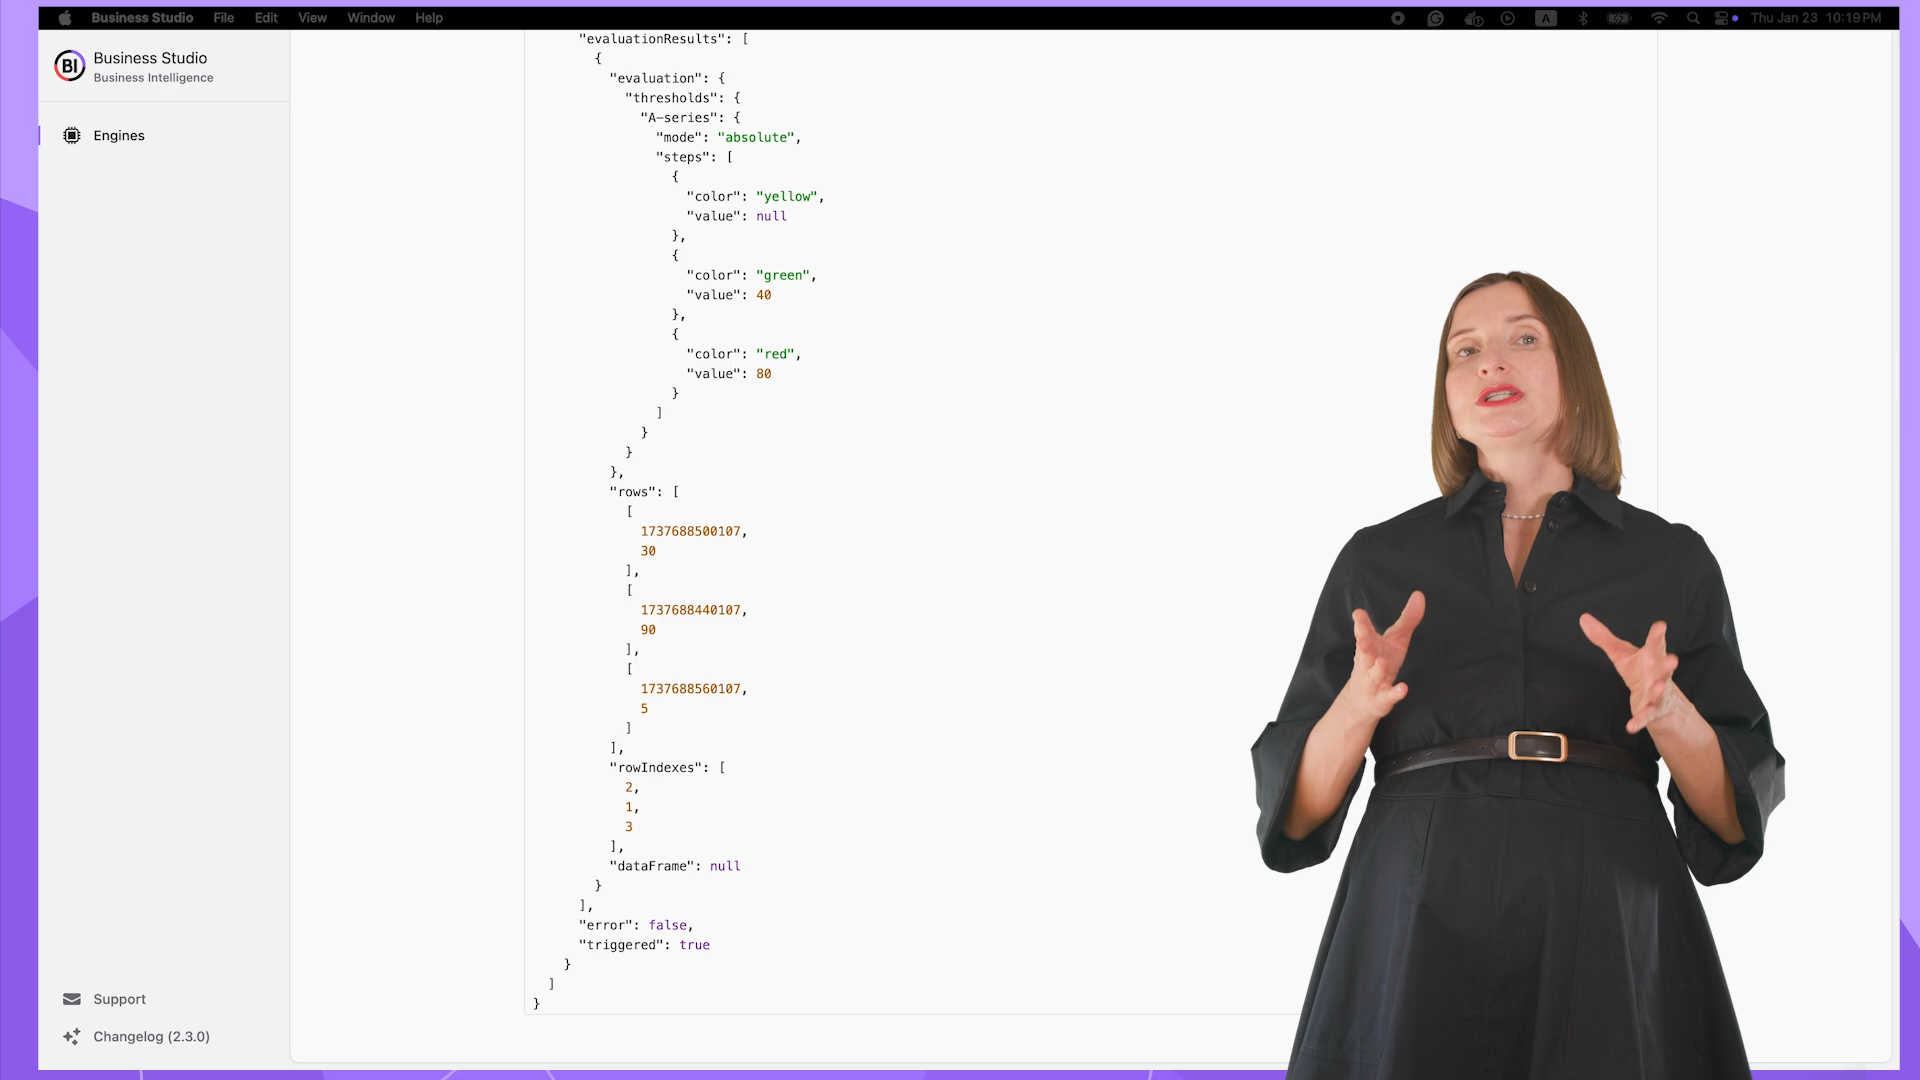 Business Studio File Edit View Window Help A Thu Jan 23 10:19 PM
BI
Business Studio
Business Intelligence
Engines
"evaluationResults": [
{
"evaluation": {
"thresholds": {
"A-series": {
"mode": "absolute",
"steps": [
{
"color": "yellow",
"value": null
},
{
"color": "green",
"value": 40
},
{
"color": "red",
"value": 80
}
]
}
}
},
"rows": [
[
1737688500107,
30
],
[
1737688440107,
90
],
[
1737688560107,
5
]
],
"rowIndexes": [
2,
1,
3
],
"dataFrame": null
}
],
"error": false,
"triggered": true
}
]
}
Support
Changelog (2.3.0)